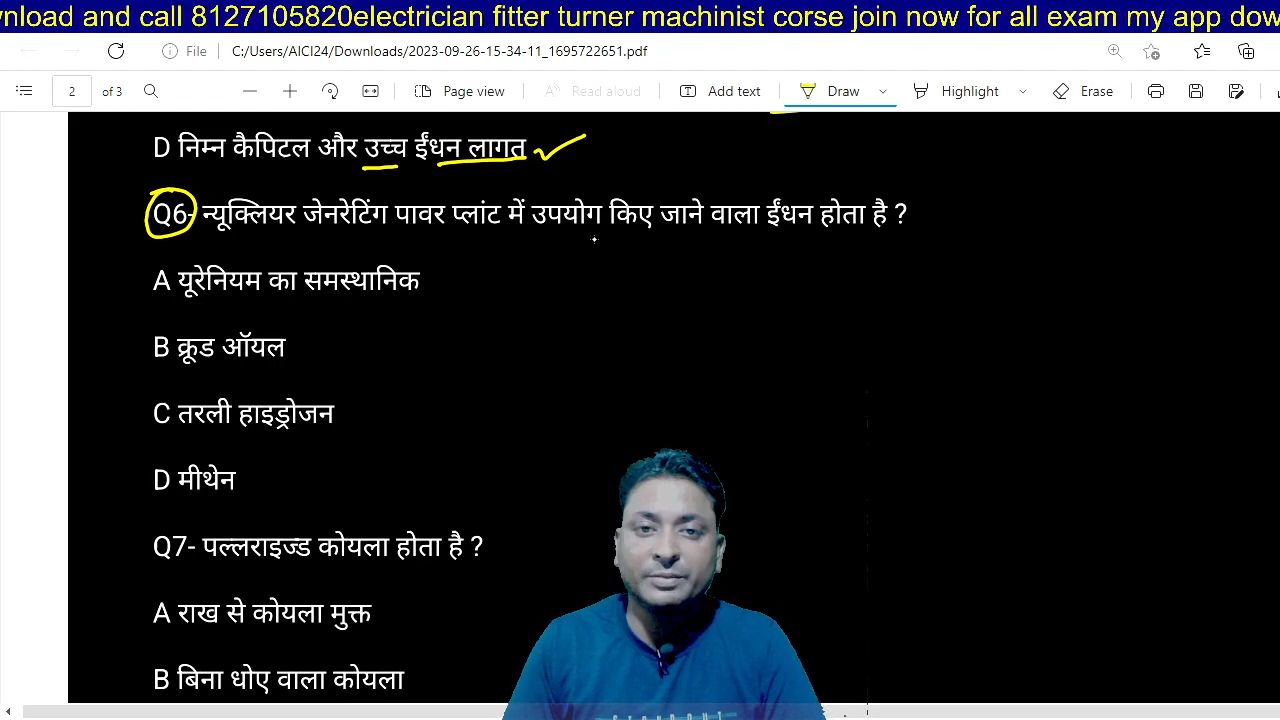 wnload and call 8127105820electrician fitter turner machinist corse join now for all exam my app dow
File C:/Users/AICI24/Downloads/2023-09-26-15-34-11_1695722651.pdf
2 of 3 Page view Read aloud Add text Draw Highlight Erase
D निम्न कैपिटल और उच्च ईंधन लागत
Q6- न्यूक्लियर जेनरेटिंग पावर प्लांट में उपयोग किए जाने वाला ईंधन होता है ?
A यूरेनियम का समस्थानिक
B क्रूड ऑयल
C तरली हाइड्रोजन
D मीथेन
Q7- पल्लराइज्ड कोयला होता है ?
A राख से कोयला मुक्त
B बिना धोए वाला कोयला